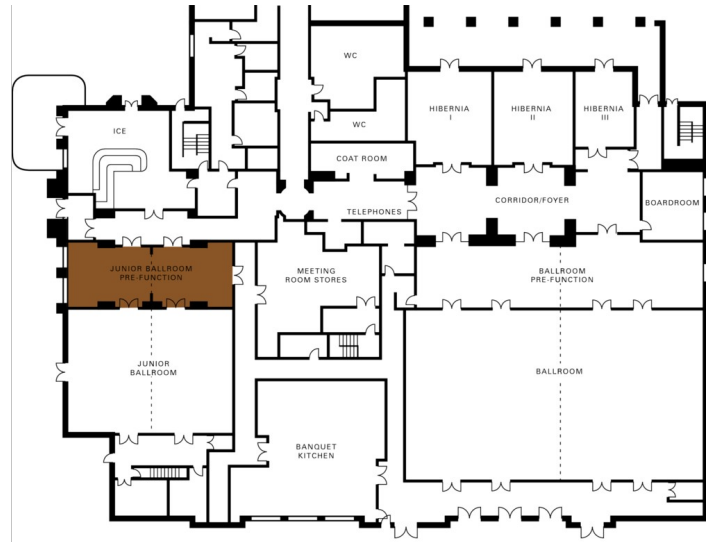 WC
HIBERNIA
I
HIBERNIA
II
HIBERNIA
III
ICE
WC
COAT ROOM
TELEPHONES
CORRIDOR/FOYER
BOARDROOM
JUNIOR BALLROOM
PRE-FUNCTION
MEETING
ROOM STORES
BALLROOM
PRE-FUNCTION
JUNIOR
BALLROOM
BALLROOM
BANQUET
KITCHEN